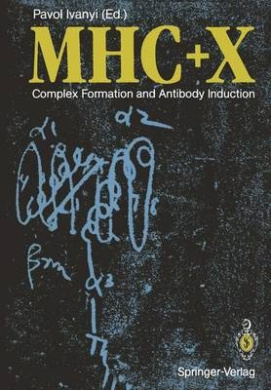 Pavol Ivanyi (Ed.)
MHC+X
Complex Formation and Antibody Induction
α1
α2
β2m
α3
Springer-Verlag